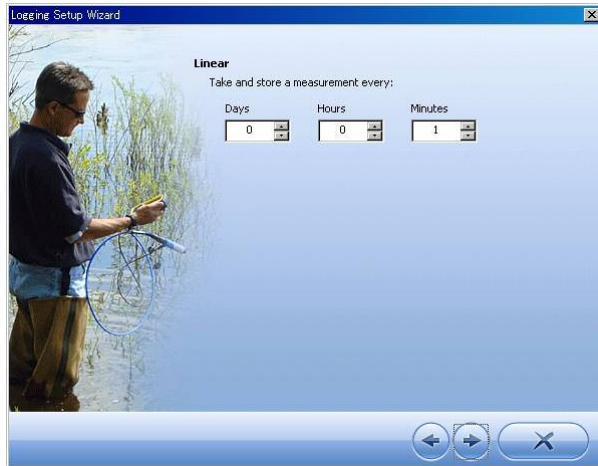 Logging Setup Wizard
Linear
Take and store a measurement every:
Days Hours Minutes
0 0 1